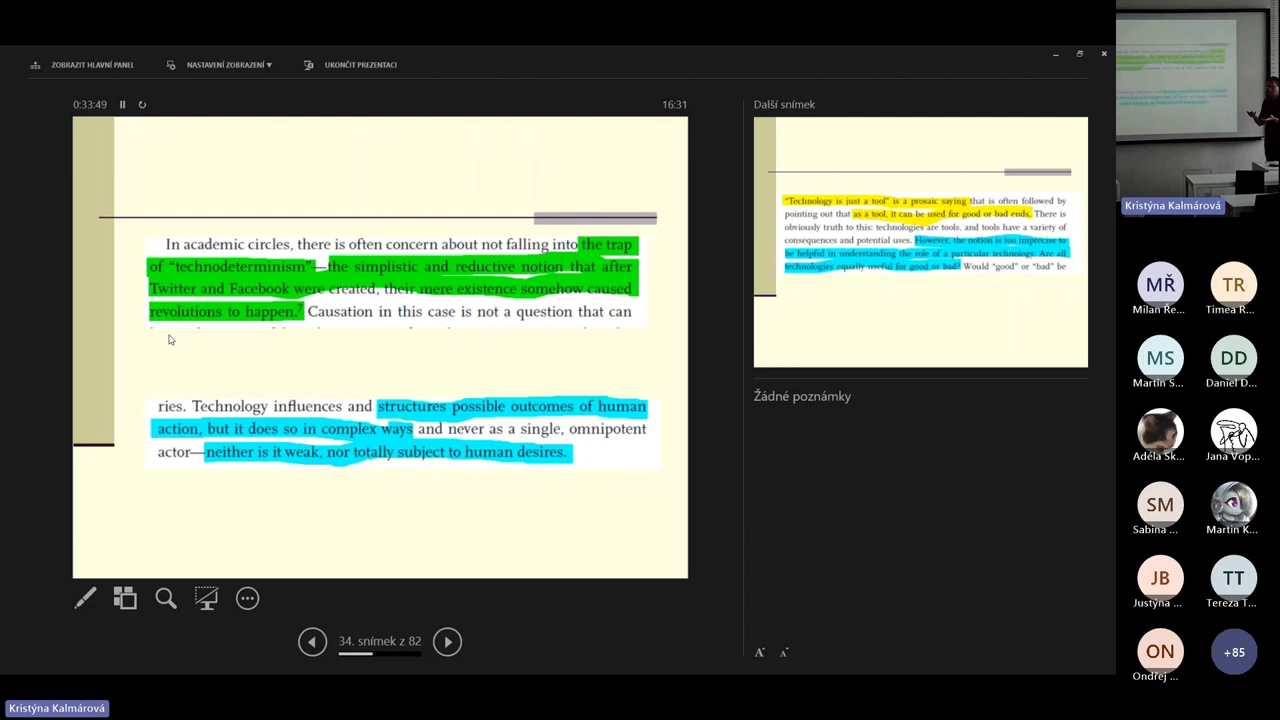 ZOBRAZIT HLAVNÍ PANEL
NASTAVENÍ ZOBRAZENÍ ▼
UKONČIT PREZENTACI
0:33:49
16:31
In academic circles, there is often concern about not falling into the trap
of “technodeterminism”—the simplistic and reductive notion that after
Twitter and Facebook were created, their mere existence somehow caused
revolutions to happen.7 Causation in this case is not a question that can
ries. Technology influences and structures possible outcomes of human
action, but it does so in complex ways and never as a single, omnipotent
actor—neither is it weak, nor totally subject to human desires.
34. snímek z 82
Další snímek
“Technology is just a tool” is a prosaic saying that is often followed by
pointing out that as a tool, it can be used for good or bad ends. There is
obviously truth to this: technologies are tools, and tools have a variety of
consequences and potential uses. However, the notion is too imprecise to
be helpful in understanding the role of a particular technology. Are all
technologies equally useful for good or bad? Would “good” or “bad” be
Žádné poznámky
A A
Kristýna Kalmárová
MŘ
Milan Ře...
TR
Timea R...
MS
Martin S...
DD
Daniel D...
Adéla Sk...
Jana Vop...
SM
Sabina ...
Martin K...
JB
Justýna ...
TT
Tereza T...
ON
Ondřej ...
+85
Kristýna Kalmárová